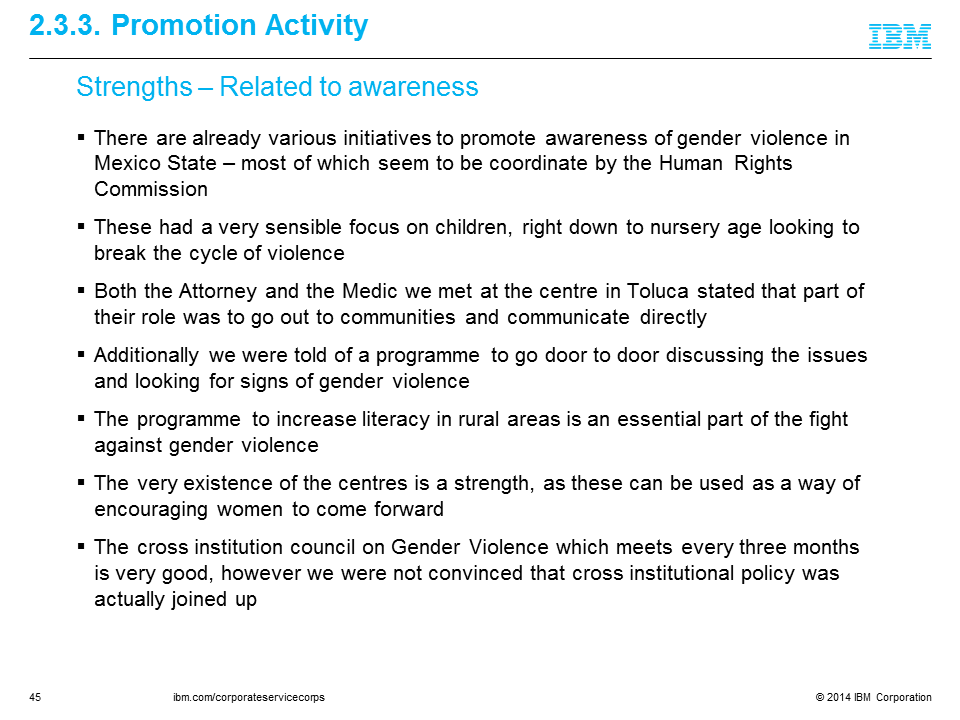 2.3.3. Promotion Activity
IBM
Strengths – Related to awareness
▪ There are already various initiatives to promote awareness of gender violence in
Mexico State – most of which seem to be coordinate by the Human Rights
Commission
▪ These had a very sensible focus on children, right down to nursery age looking to
break the cycle of violence
▪ Both the Attorney and the Medic we met at the centre in Toluca stated that part of
their role was to go out to communities and communicate directly
▪ Additionally we were told of a programme to go door to door discussing the issues
and looking for signs of gender violence
▪ The programme to increase literacy in rural areas is an essential part of the fight
against gender violence
▪ The very existence of the centres is a strength, as these can be used as a way of
encouraging women to come forward
▪ The cross institution council on Gender Violence which meets every three months
is very good, however we were not convinced that cross institutional policy was
actually joined up
45 ibm.com/corporateservicecorps © 2014 IBM Corporation